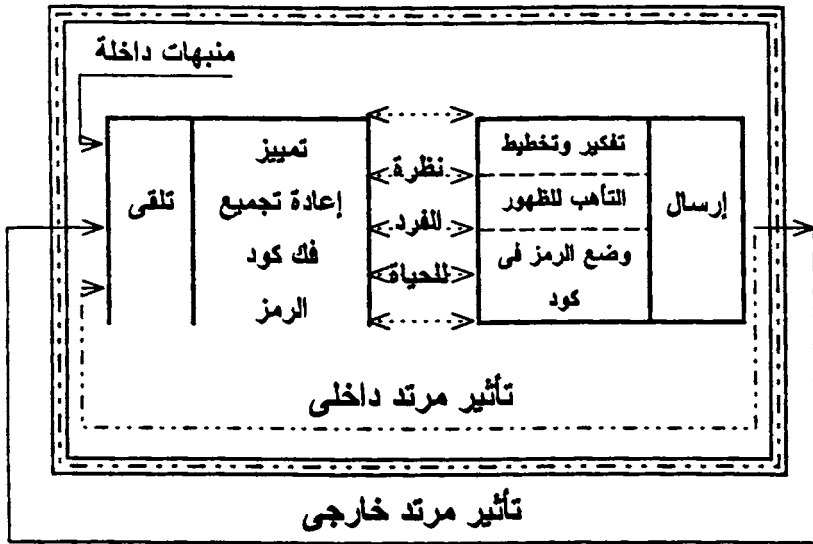 منبهات داخلة
تلقى
تمييز
إعادة تجميع
فك كود
الرمز
نظرة
الفرد
للحياة
تفكير وتخطيط
التأهب للظهور
وضع الرمز فى
كود
إرسال
تأثير مرتد داخلى
تأثير مرتد خارجى